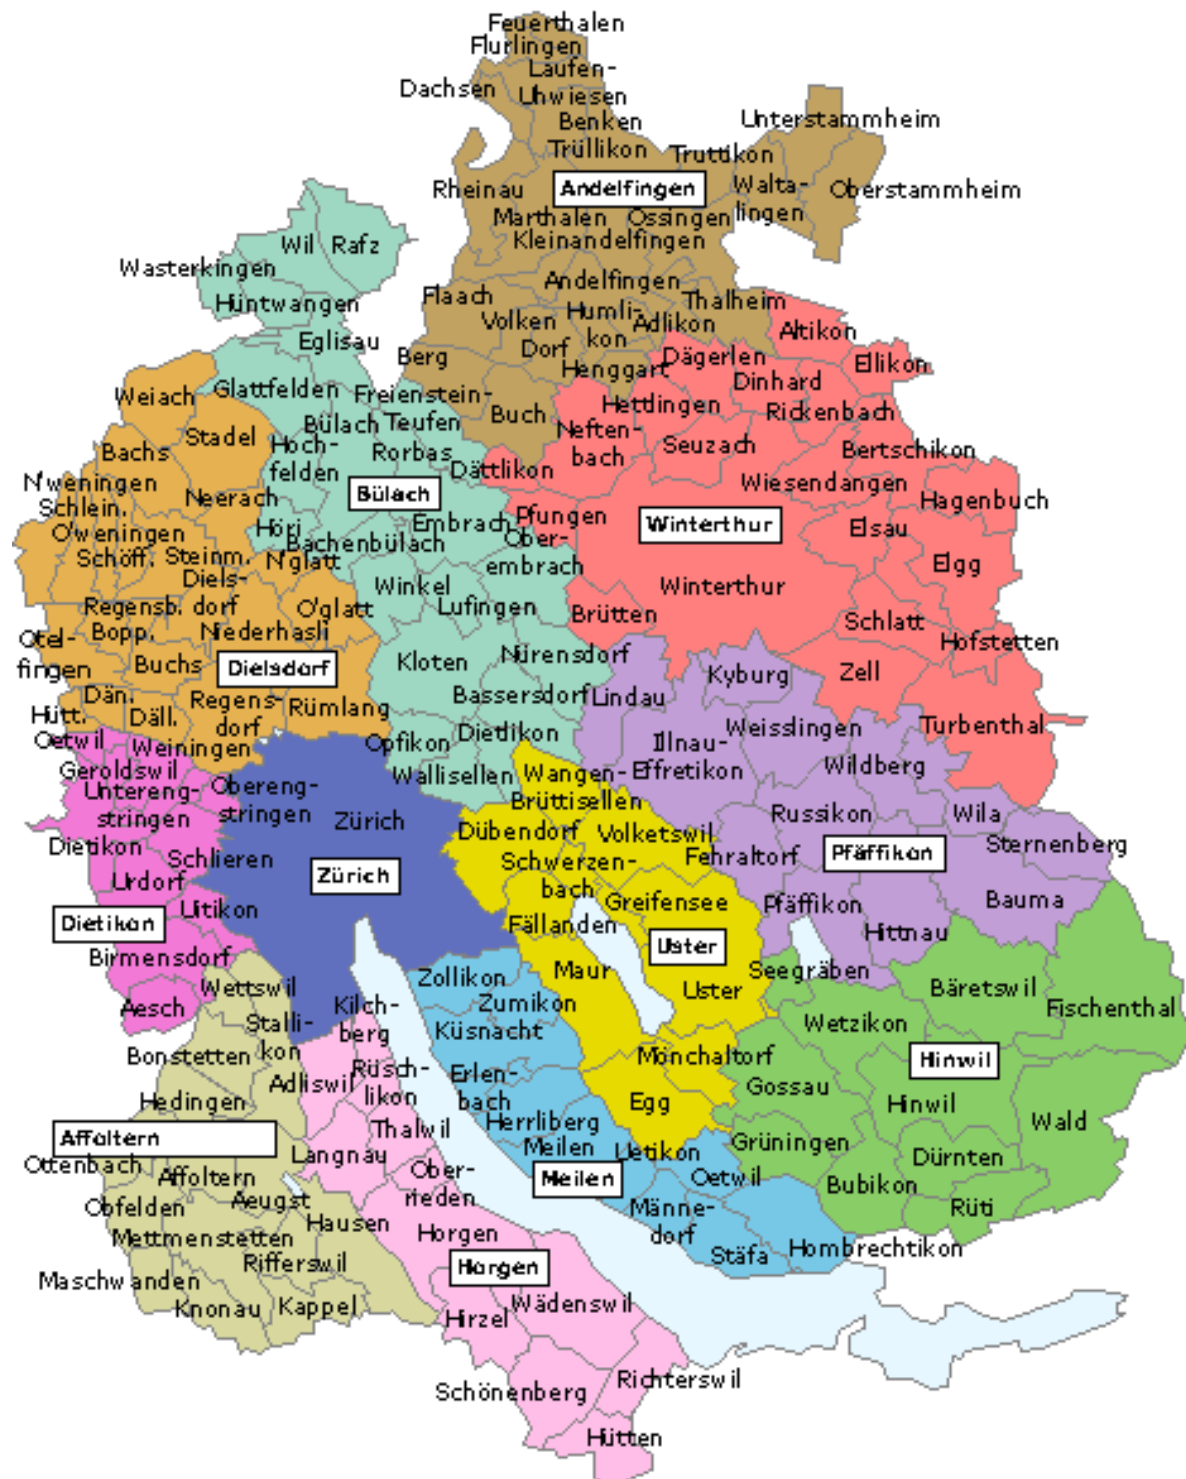 Feuerthalen
Flurlingen
Laufen-
Uhwiesen
Dachsen
Benken
Trüllikon
Truttikon
Unterstammheim
Oberstammheim
Walta-
lingen
Rheinau
Andelfingen
Marthalen
Ossingen
Kleinandelfingen
Andelfingen
Flaach
Volken
Humli-
kon
Thalheim
Adlikon
Dorf
Berg
Henggart
Buch
Wil
Rafz
Wasterkingen
Hüntwangen
Eglisau
Glattfelden
Freienstein-
Teufen
Bülach
Hoch-
felden
Rorbas
Bülach
Höri
Bachenbülach
Embrach
Ober-
embrach
Winkel
Lufingen
Kloten
Nürensdorf
Bassersdorf
Opfikon
Dietlikon
Wallisellen
Altikon
Ellikon
Dägerlen
Dinhard
Rickenbach
Hettlingen
Neften-
bach
Seuzach
Bertschikon
Dättlikon
Wiesendangen
Hagenbuch
Pfungen
Winterthur
Elsau
Elgg
Winterthur
Brütten
Schlatt
Hofstetten
Zell
Turbenthal
Weiach
Stadel
Bachs
N'weningen
Neerach
Schlein.
O'weningen
Schöff.
Steinm.
N'glatt
Diels-
dorf
Regensb.
O'glatt
Bopp.
Niederhasli
Otel-
fingen
Buchs
Dielsdorf
Dän.
Regens-
dorf
Rümlang
Hütt.
Däll.
Oetwil
Weiningen
Geroldswil
Obereng-
stringen
Untereng-
stringen
Dietikon
Schlieren
Urdorf
Dietikon
Uitikon
Birmensdorf
Aesch
Zürich
Zürich
Lindau
Kyburg
Weisslingen
Illnau-
Effretikon
Wildberg
Russikon
Wila
Sternenberg
Fehraltorf
Pfäffikon
Pfäffikon
Bauma
Hittnau
Wangen-
Brüttisellen
Dübendorf
Volketswil
Schwerzen-
bach
Greifensee
Fällanden
Uster
Maur
Uster
Mönchaltorf
Egg
Seegräben
Bäretswil
Fischenthal
Wetzikon
Hinwil
Gossau
Hinwil
Wald
Grüningen
Dürnten
Bubikon
Rüti
Zollikon
Zumikon
Küsnacht
Erlen-
bach
Herrliberg
Meilen
Uetikon
Oetwil
Meilen
Männe-
dorf
Stäfa
Hombrechtikon
Wettswil
Stalli-
kon
Bonstetten
Hedingen
Affoltern
Ottenbach
Affoltern
Obfelden
Aeugst
Hausen
Mettmenstetten
Rifferswil
Maschwanden
Knonau
Kappel
Kilch-
berg
Adliswil
Rüsch-
likon
Thalwil
Langnau
Ober-
rieden
Horgen
Horgen
Hirzel
Wädenswil
Schönenberg
Richterswil
Hütten